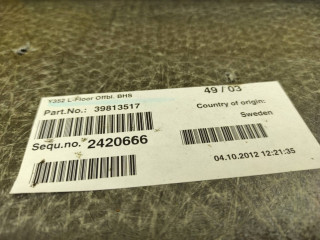 Y352 L-Floor Offbl. BHS
49 / 03
Part.No.: 39813517
Country of origin:
Sweden
Sequ.no. 2420666
04.10.2012 12:21:35